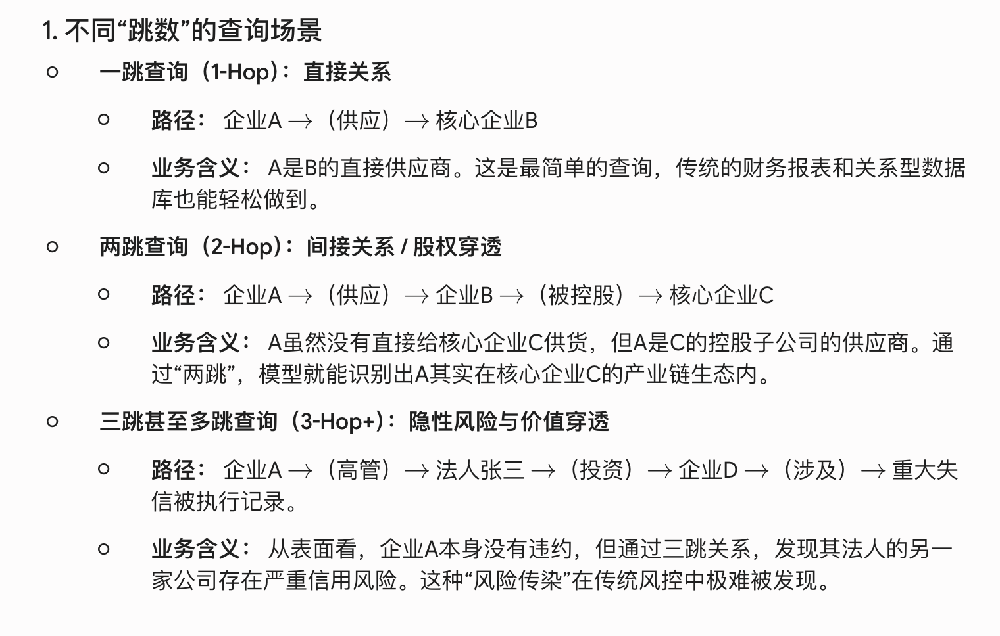 1. 不同“跳数”的查询场景
一跳查询（1-Hop）：直接关系
路径： 企业A → （供应） → 核心企业B
业务含义： A是B的直接供应商。这是最简单的查询，传统的财务报表和关系型数据
库也能轻松做到。
两跳查询（2-Hop）：间接关系 / 股权穿透
路径： 企业A → （供应） → 企业B → （被控股） → 核心企业C
业务含义： A虽然没有直接给核心企业C供货，但A是C的控股子公司的供应商。通
过“两跳”，模型就能识别出A其实在核心企业C的产业链生态内。
三跳甚至多跳查询（3-Hop+）：隐性风险与价值穿透
路径： 企业A → （高管） → 法人张三 → （投资） → 企业D → （涉及） → 重大失
信被执行记录。
业务含义： 从表面看，企业A本身没有违约，但通过三跳关系，发现其法人的另一
家公司存在严重信用风险。这种“风险传染”在传统风控中极难被发现。